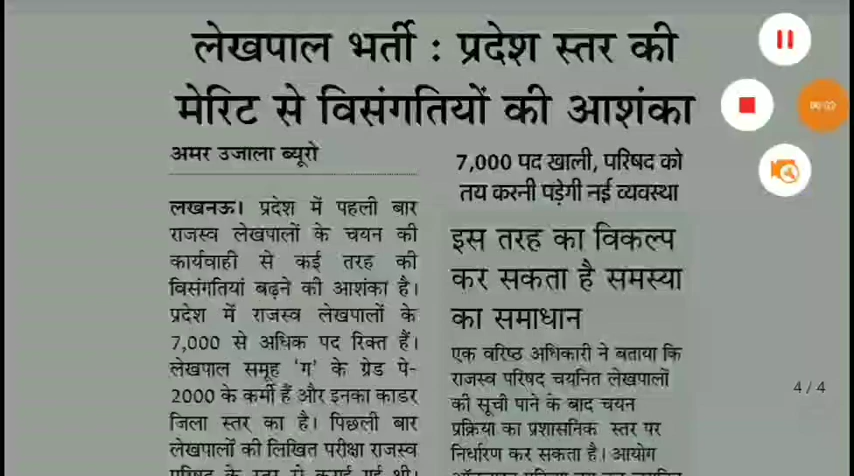 लेखपाल भर्ती : प्रदेश स्तर की
मेरिट से विसंगतियों की आशंका
अमर उजाला ब्यूरो
लखनऊ। प्रदेश में पहली बार
राजस्व लेखपालों के चयन की
कार्यवाही से कई तरह की
विसंगतियां बढ़ने की आशंका है।
प्रदेश में राजस्व लेखपालों के
7,000 से अधिक पद रिक्त हैं।
लेखपाल समूह 'ग' के ग्रेड पे-
2000 के कर्मी हैं और इनका काडर
जिला स्तर का है। पिछली बार
लेखपालों की लिखित परीक्षा राजस्व
7,000 पद खाली, परिषद को
तय करनी पड़ेगी नई व्यवस्था
इस तरह का विकल्प
कर सकता है समस्या
का समाधान
एक वरिष्ठ अधिकारी ने बताया कि
राजस्व परिषद चयनित लेखपालों
की सूची पाने के बाद चयन
प्रक्रिया का प्रशासनिक स्तर पर
निर्धारण कर सकता है। आयोग
00:02
4 / 4